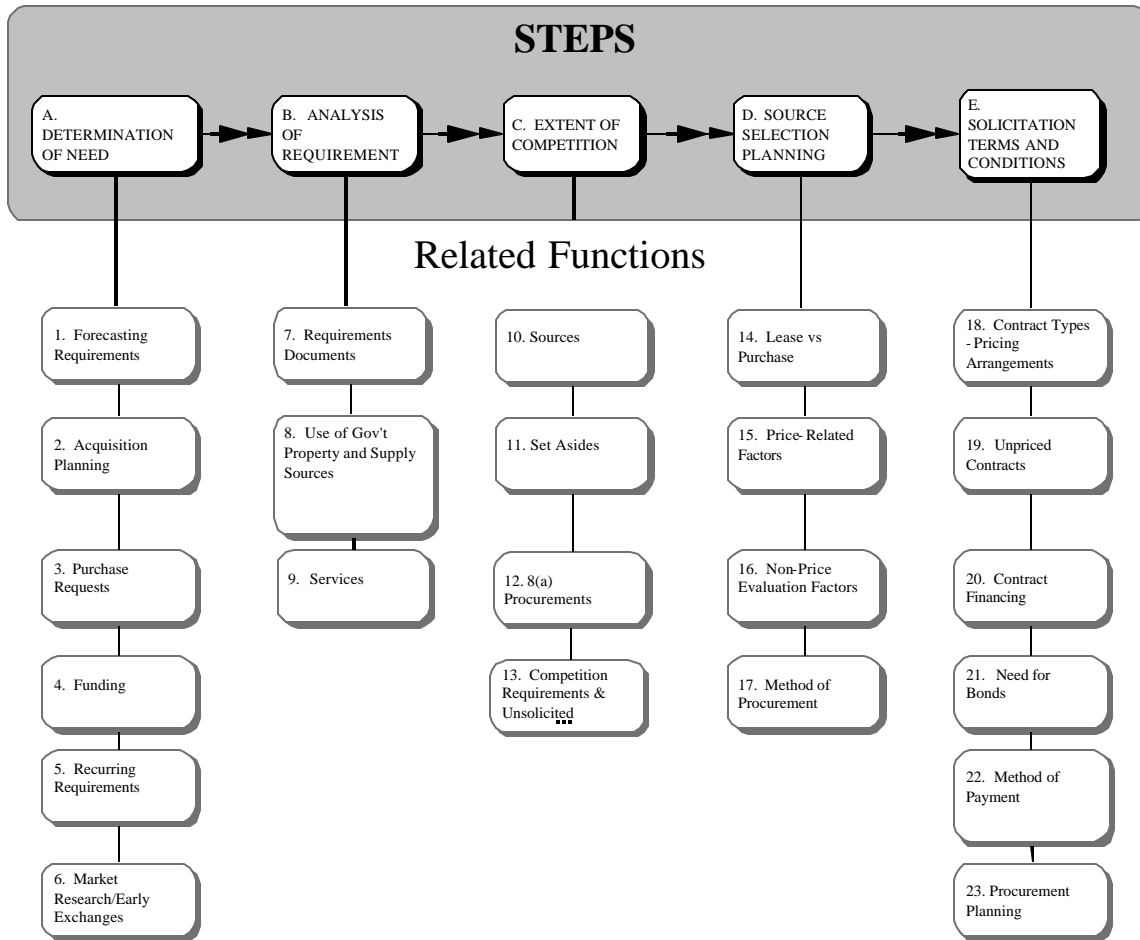 STEPS
A.
DETERMINATION
OF NEED
B. ANALYSIS
OF
REQUIREMENT
C. EXTENT OF
COMPETITION
D. SOURCE
SELECTION
PLANNING
E.
SOLICITATION
TERMS AND
CONDITIONS
Related Functions
1. Forecasting
Requirements
2. Acquisition
Planning
3. Purchase
Requests
4. Funding
5. Recurring
Requirements
6. Market
Research/Early
Exchanges
7. Requirements
Documents
8. Use of Gov't
Property and Supply
Sources
9. Services
10. Sources
11. Set Asides
12. 8(a)
Procurements
13. Competition
Requirements &
Unsolicited
...
14. Lease vs
Purchase
15. Price-Related
Factors
16. Non-Price
Evaluation Factors
17. Method of
Procurement
18. Contract Types
- Pricing
Arrangements
19. Unpriced
Contracts
20. Contract
Financing
21. Need for
Bonds
22. Method of
Payment
23. Procurement
Planning